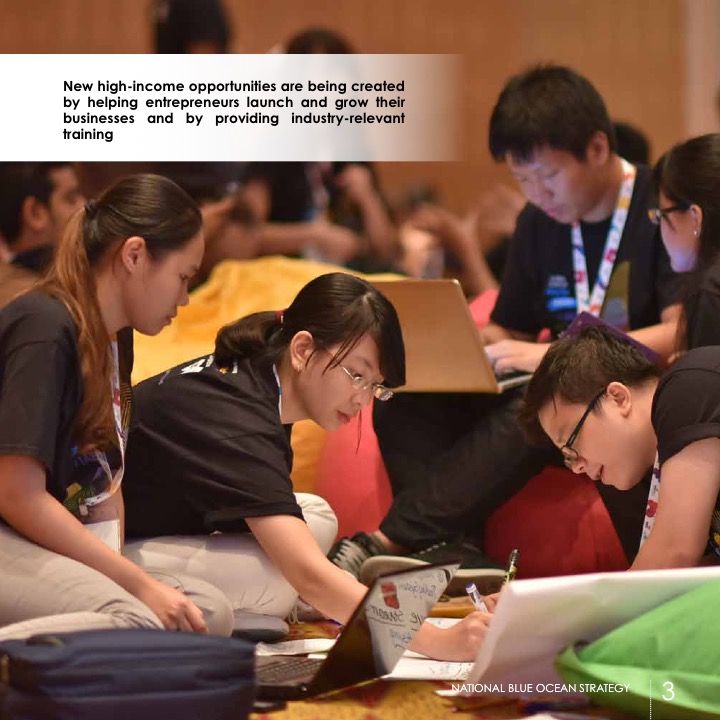 New high-income opportunities are being created
by helping entrepreneurs launch and grow their
businesses and by providing industry-relevant
training
NATIONAL BLUE OCEAN STRATEGY 3